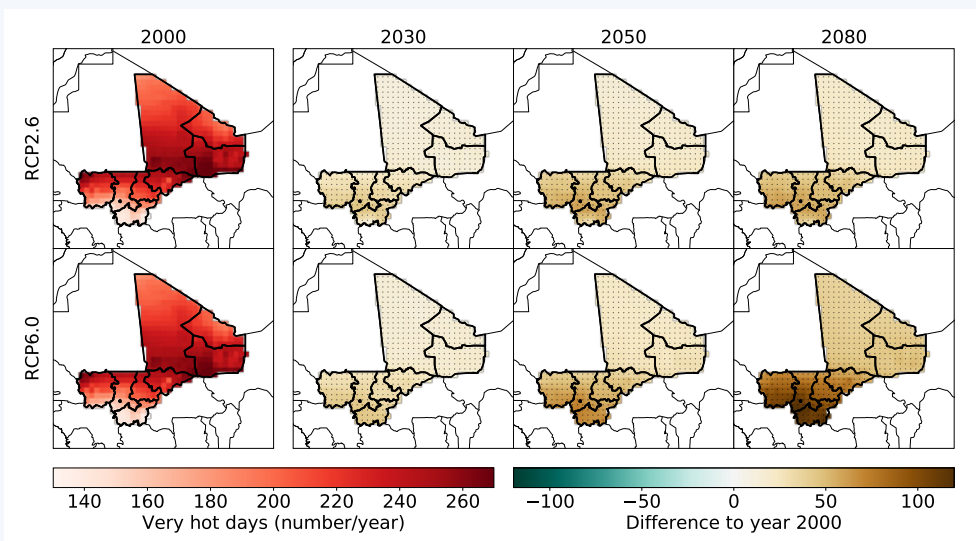 2000 2030 2050 2080
RCP2.6
RCP6.0
140 160 180 200 220 240 260
Very hot days (number/year)
−100 −50 0 50 100
Difference to year 2000